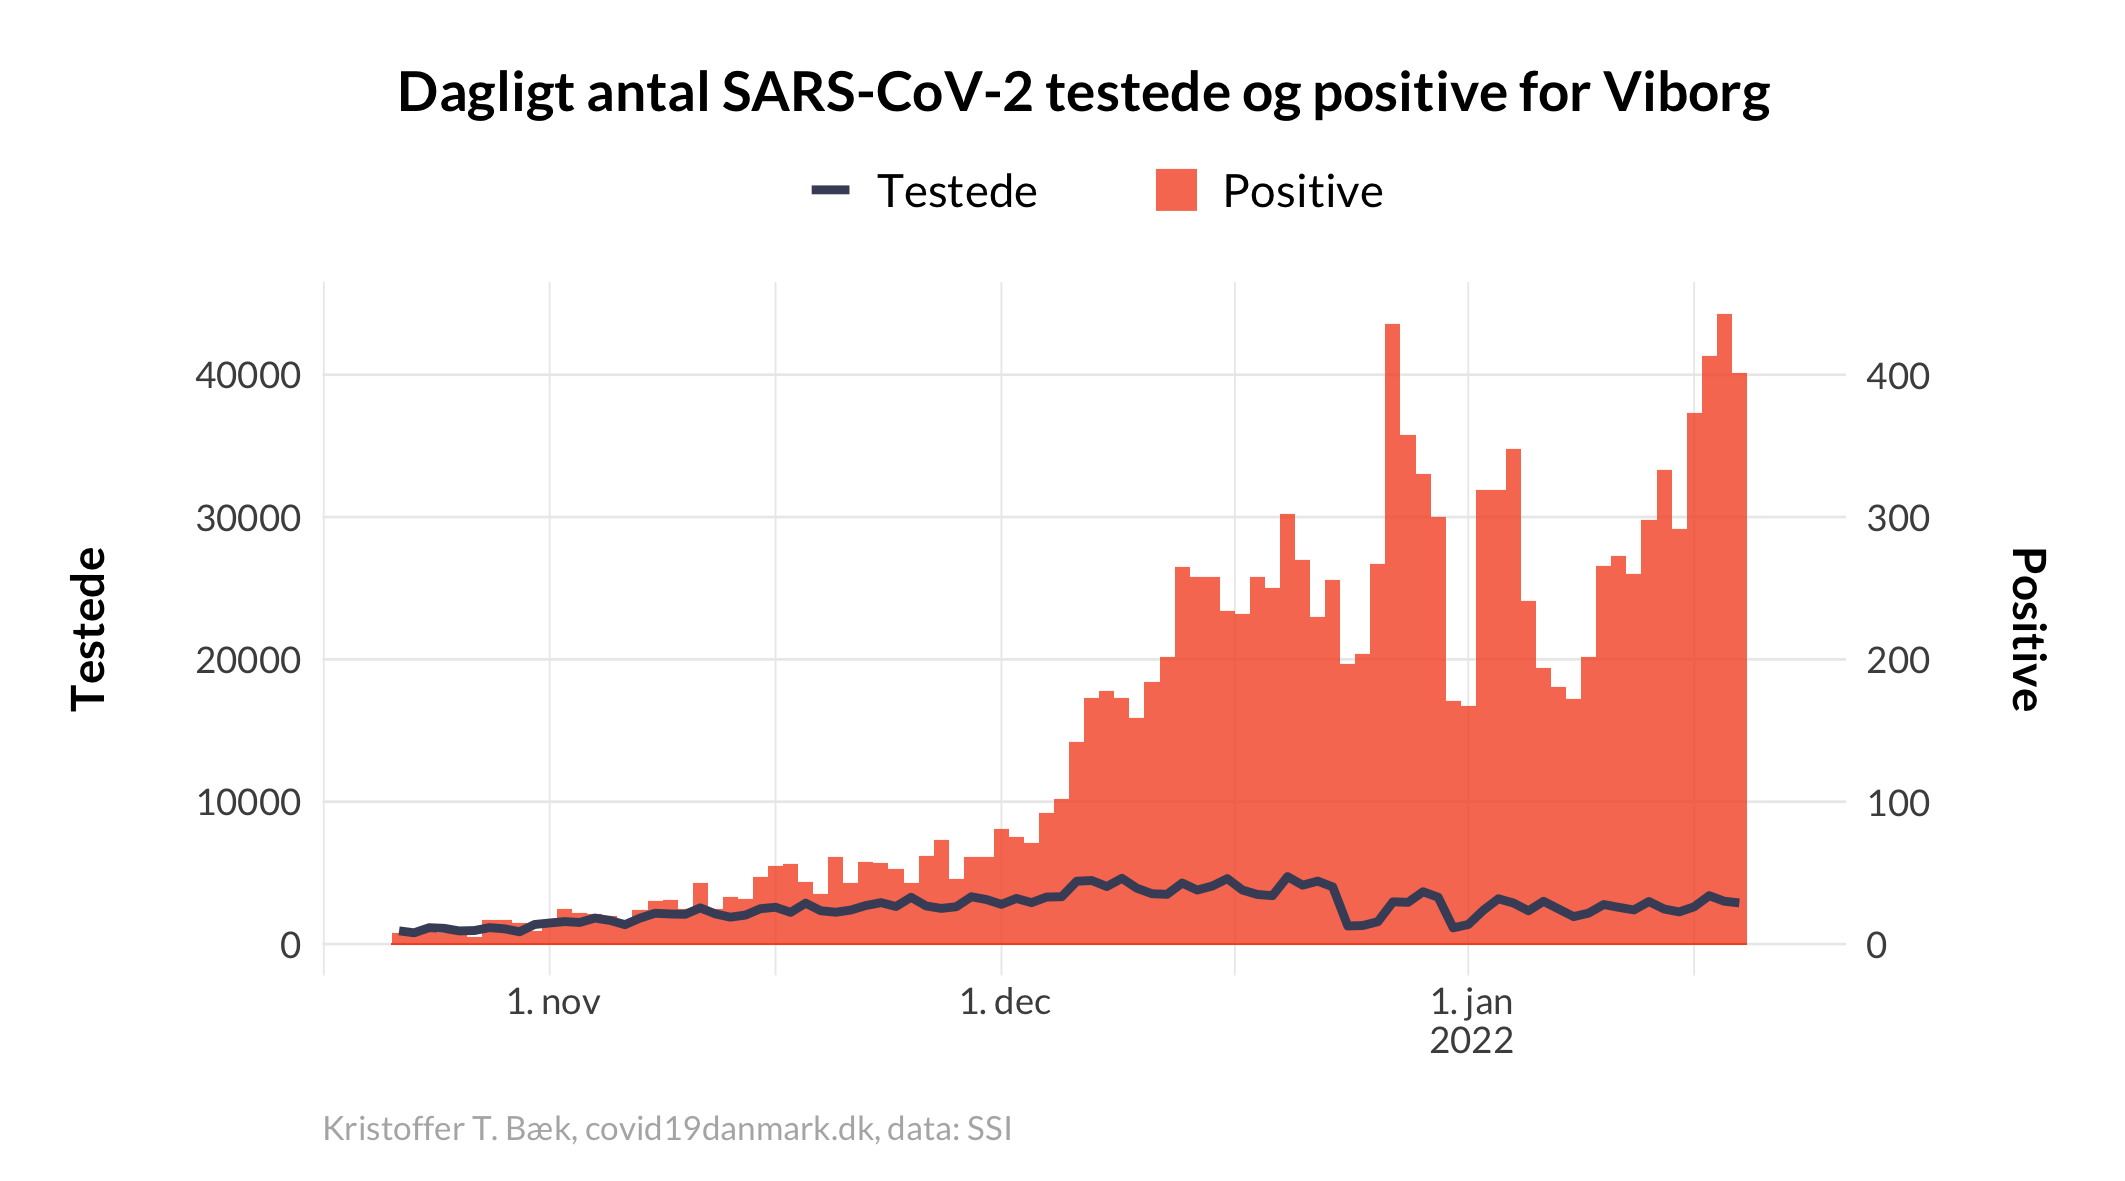 Dagligt antal SARS-CoV-2 testede og positive for Viborg
Testede
Positive
40000
30000
20000
10000
0
Testede
400
300
200
100
0
Positive
1. nov
1. dec
1. jan
2022
Kristoffer T. Bæk, covid19danmark.dk, data: SSI